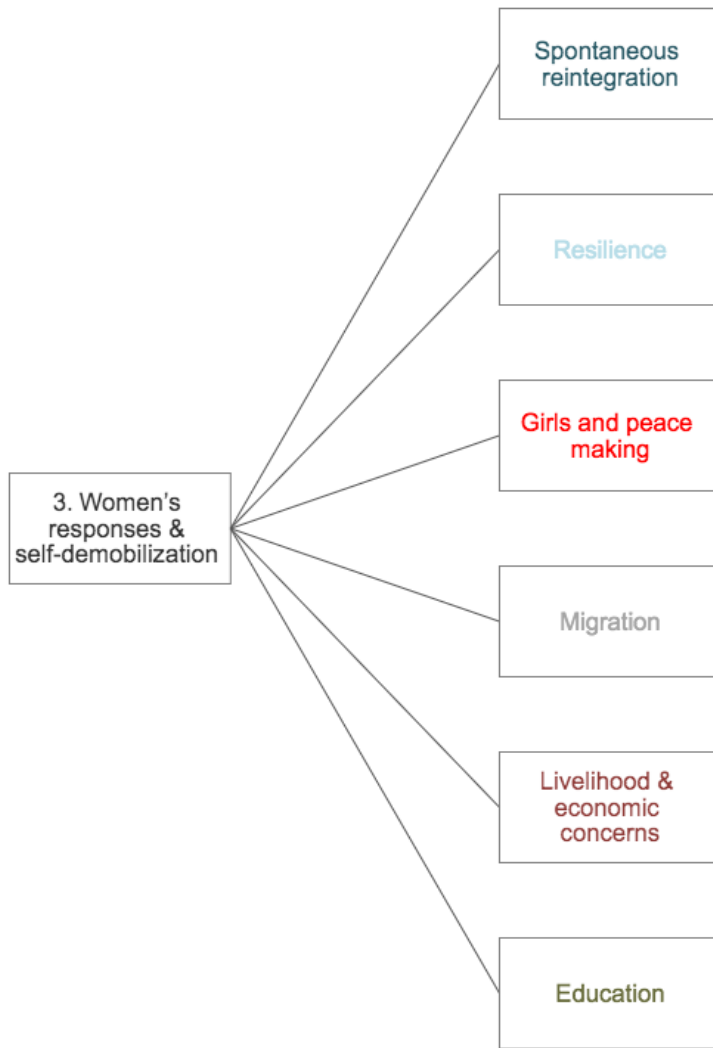 Spontaneous
reintegration
Resilience
Girls and peace
making
3. Women's
responses &
self-demobilization
Migration
Livelihood &
economic
concerns
Education